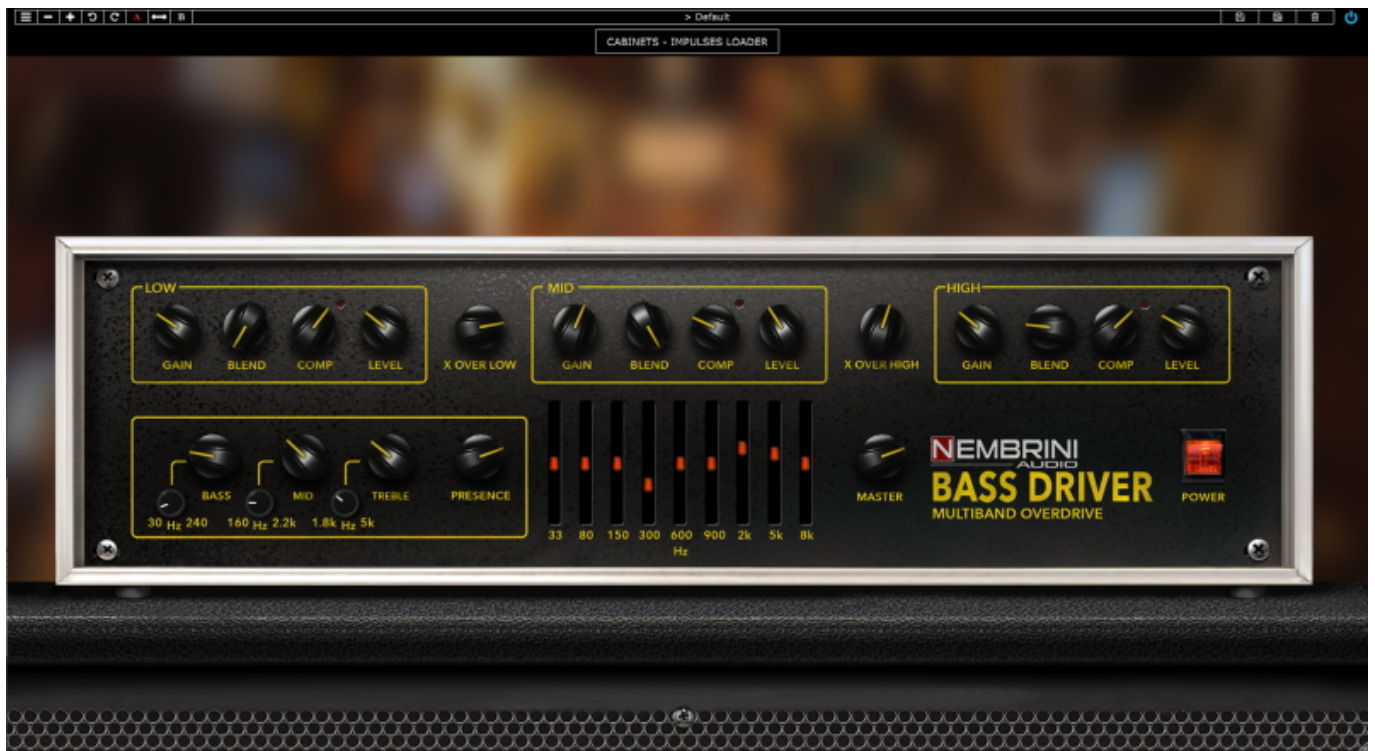 A
B
> Default
CABINETS - IMPULSES LOADER
LOW
GAIN BLEND COMP LEVEL
X OVER LOW
MID
GAIN BLEND COMP LEVEL
X OVER HIGH
HIGH
GAIN BLEND COMP LEVEL
BASS MID TREBLE PRESENCE
30 Hz 240 160 Hz 2.2k 1.8k Hz 5k
33 80 150 300 600 900 2k 5k 8k
Hz
MASTER
NEMBRINI
AUDIO
BASS DRIVER
MULTIBAND OVERDRIVE
POWER